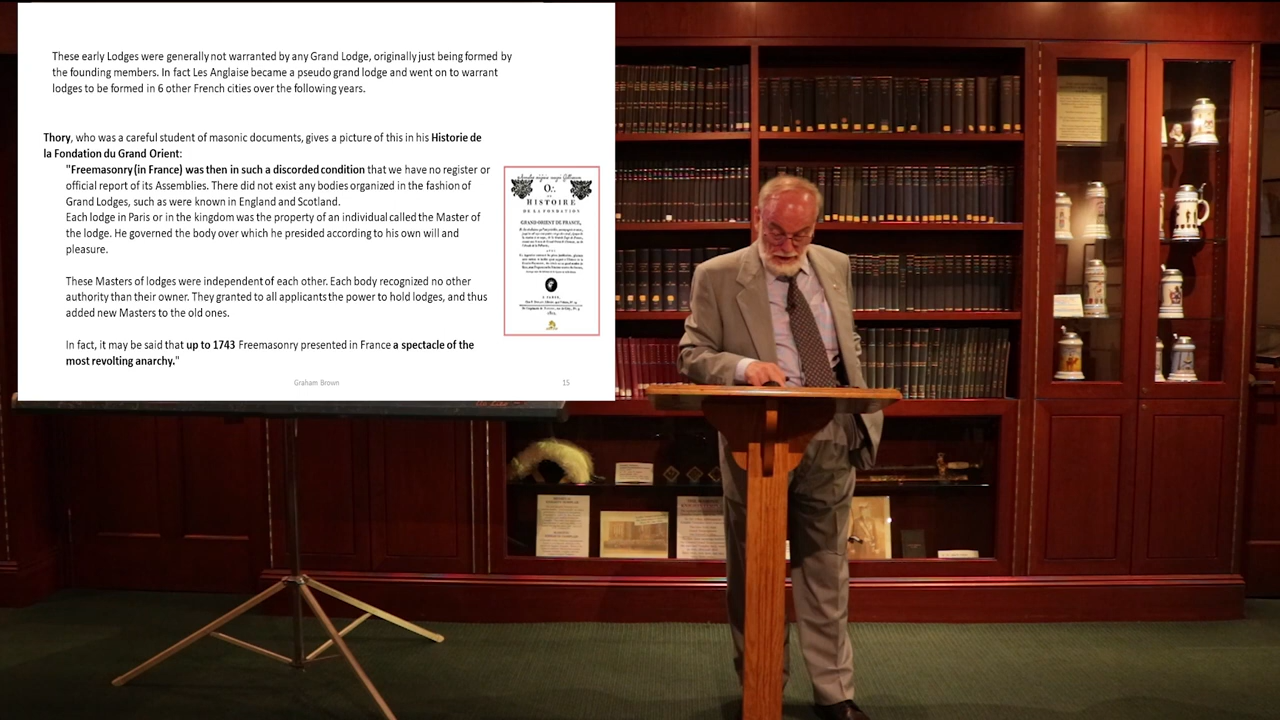 These early Lodges were generally not warranted by any Grand Lodge, originally just being formed by
the founding members. In fact Les Anglaise became a pseudo grand lodge and went on to warrant
lodges to be formed in 6 other French cities over the following years.
Thory, who was a careful student of masonic documents, gives a picture of this in his Historie de
la Fondation du Grand Orient:
"Freemasonry (in France) was then in such a discorded condition that we have no register or
official report of its Assemblies. There did not exist any bodies organized in the fashion of
Grand Lodges, such as were known in England and Scotland.
Each lodge in Paris or in the kingdom was the property of an individual called the Master of
the lodge. He governed the body over which he presided according to his own will and
pleasure.
These Masters of lodges were independent of each other. Each body recognized no other
authority than their owner. They granted to all applicants the power to hold lodges, and thus
added new Masters to the old ones.
In fact, it may be said that up to 1743 Freemasonry presented in France a spectacle of the
most revolting anarchy."
HISTOIRE
DE LA FONDATION
GRAND ORIENT DE FRANCE,
A PARIS,
Graham Brown
15